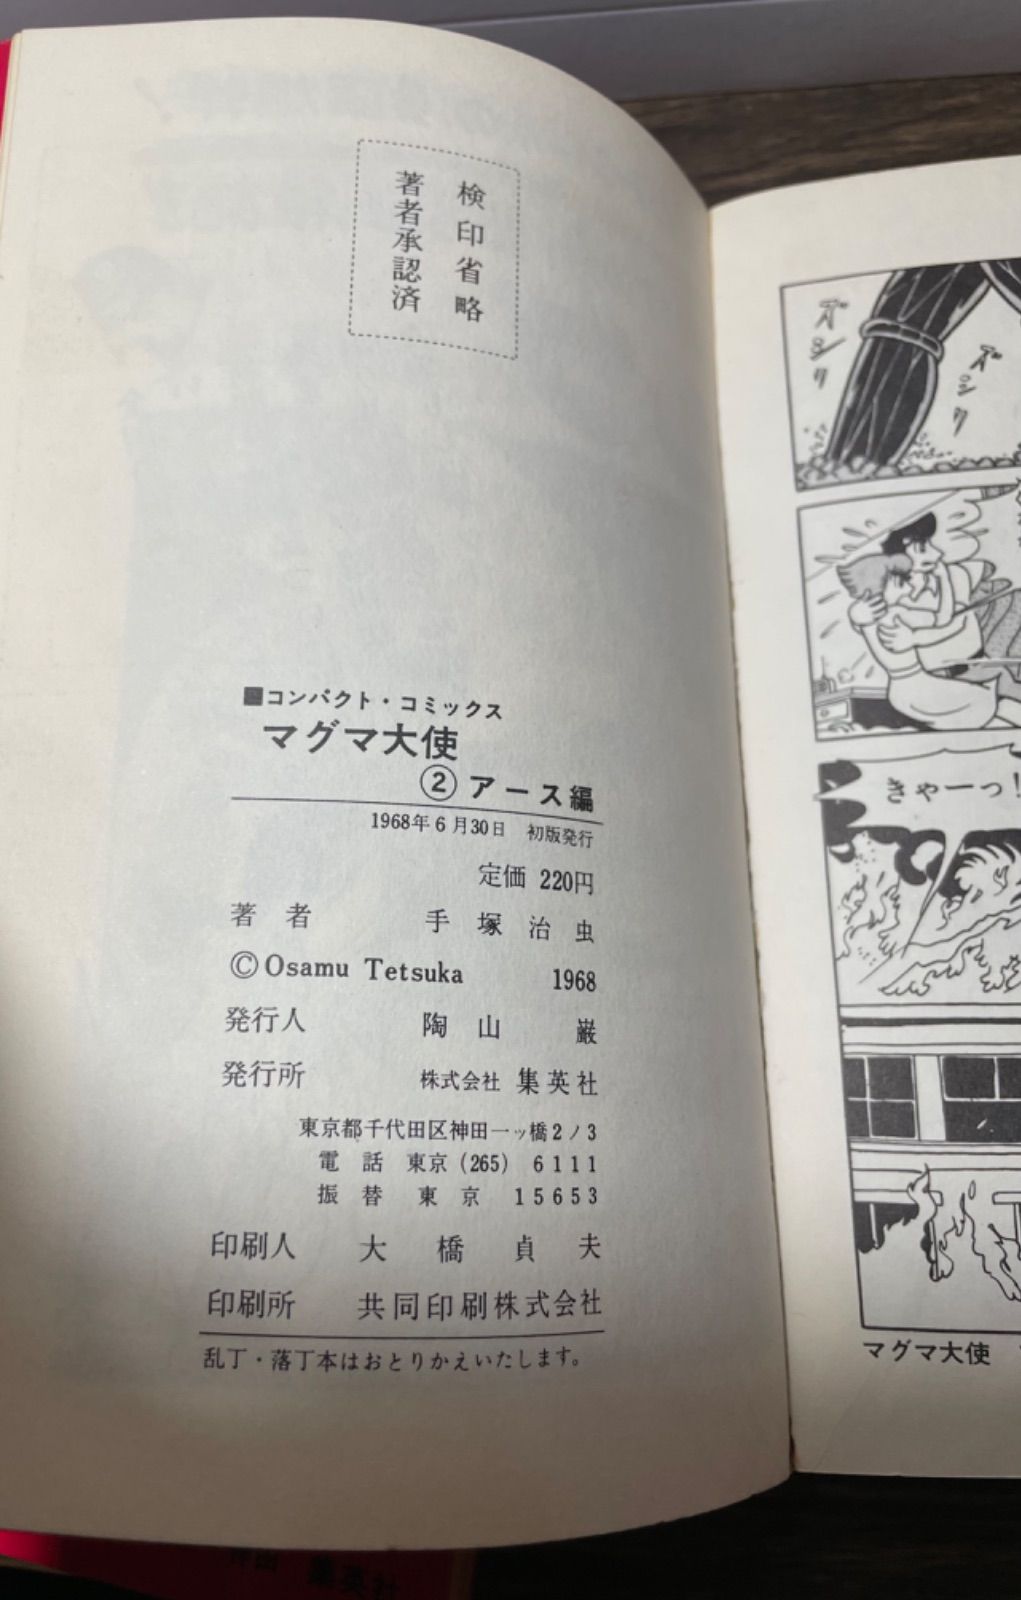 検印省略
著者承認済
■コンパクト・コミックス
マグマ大使
②アース編
1968年6月30日 初版発行
定価 220円
著者 手塚治虫
©Osamu Tetsuka 1968
発行人 陶山 巌
発行所 株式会社 集英社
東京都千代田区神田一ッ橋2ノ3
電話 東京(265) 6111
振替 東京 15653
印刷人 大橋貞夫
印刷所 共同印刷株式会社
乱丁・落丁本はおとりかえいたします。
ズシン
ズシン
きゃーっ!
マグマ大使
集英社